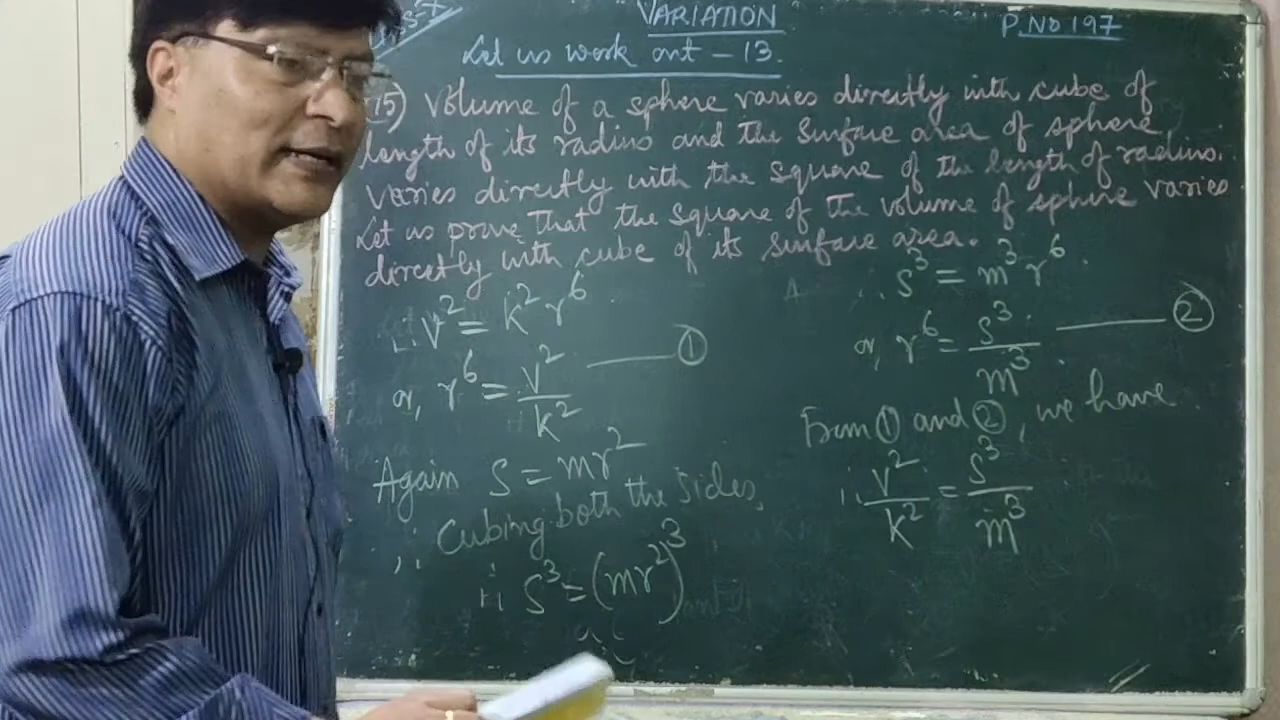 VARIATION
P.No 197
Let us work out - 13.
15) Volume of a sphere varies directly with cube of
length of its radius and the surface area of sphere
varies directly with the square of the length of radius.
Let us prove that the square of the volume of sphere varies
directly with cube of its surface area.
∴ V² = k² r⁶
or, r⁶ = V²/k² ——— ①
Again S = mr²
∴ Cubing both the sides,
∴ S³ = (mr²)³
∴ S³ = m³ r⁶.
or, r⁶ = S³/m³ ——— ②
From ① and ②, we have
∴ V²/k² = S³/m³